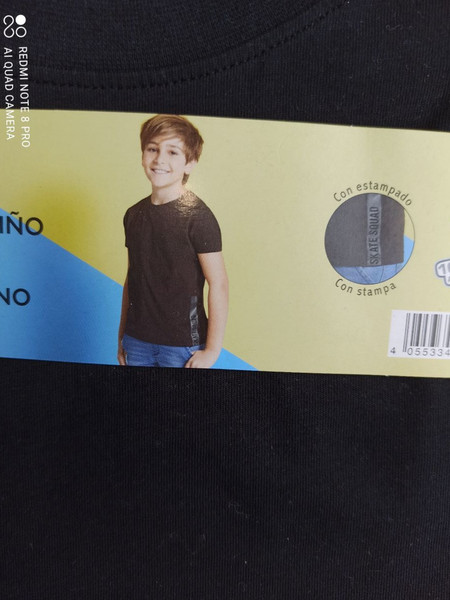 REDMI NOTE 8 PRO
AI QUAD CAMERA
IÑO
NO
Con estampado
SKATE SQUAD
Con stampa
4 055334